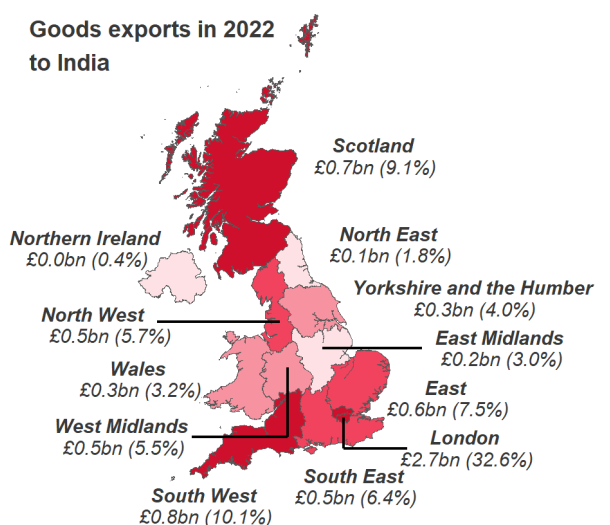 Goods exports in 2022
to India
Scotland
£0.7bn (9.1%)
Northern Ireland
£0.0bn (0.4%)
North East
£0.1bn (1.8%)
Yorkshire and the Humber
£0.3bn (4.0%)
North West
£0.5bn (5.7%)
East Midlands
£0.2bn (3.0%)
Wales
£0.3bn (3.2%)
East
£0.6bn (7.5%)
West Midlands
£0.5bn (5.5%)
London
£2.7bn (32.6%)
South East
£0.5bn (6.4%)
South West
£0.8bn (10.1%)